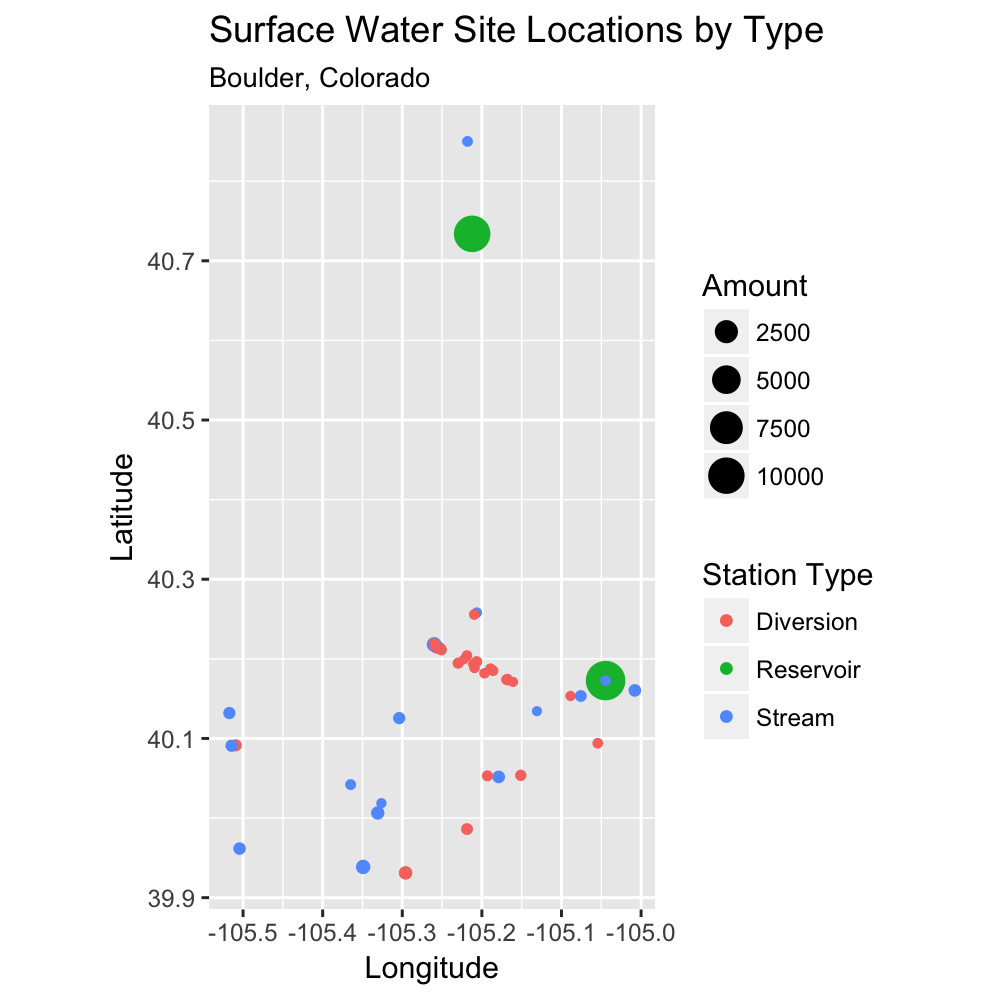 Surface Water Site Locations by Type
Boulder, Colorado
Latitude
40.7
40.5
40.3
40.1
39.9
-105.5 -105.4 -105.3 -105.2 -105.1 -105.0
Longitude
Amount
2500
5000
7500
10000
Station Type
Diversion
Reservoir
Stream